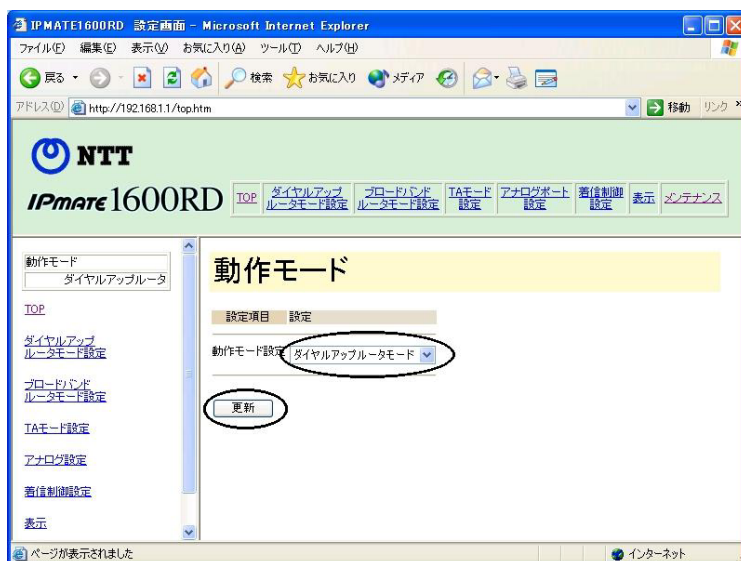 IPMATE1600RD 設定画面 - Microsoft Internet Explorer
ファイル(F) 編集(E) 表示(V) お気に入り(A) ツール(T) ヘルプ(H)
戻る 検索 お気に入り メディア
アドレス(D) http://192.168.1.1/top.htm 移動 リンク »
NTT
IPmate 1600RD
TOP
ダイヤルアップ
ルータモード設定
ブロードバンド
ルータモード設定
TAモード
設定
アナログポート
設定
着信制御
設定
表示
メンテナンス
動作モード
ダイヤルアップルータ
TOP
ダイヤルアップ
ルータモード設定
ブロードバンド
ルータモード設定
TAモード設定
アナログ設定
着信制御設定
表示
動作モード
設定項目 設定
動作モード設定 ダイヤルアップルータモード
更新
ページが表示されました インターネット